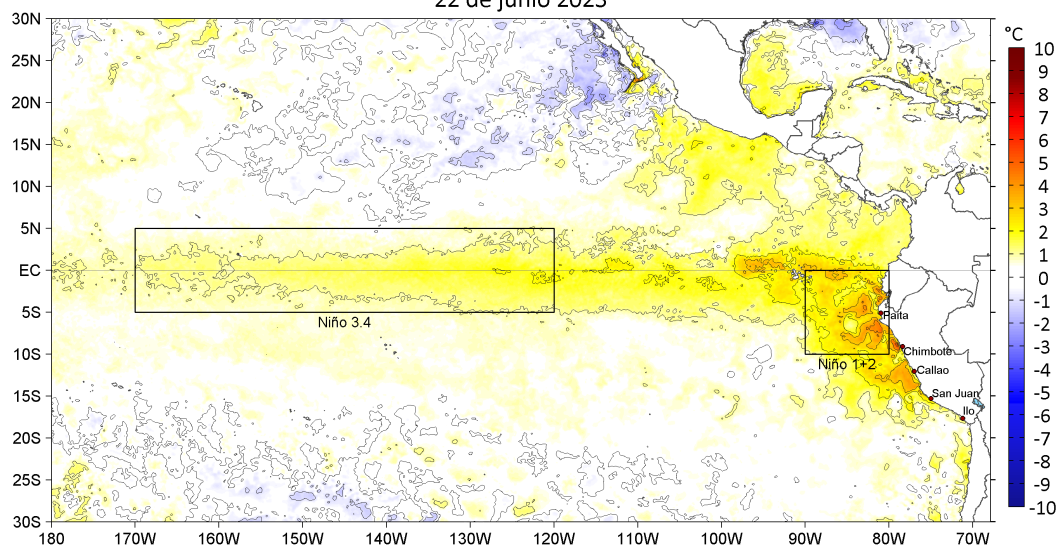 22 de junio 2023
°C
30N
25N
20N
15N
10N
5N
EC
5S
10S
15S
20S
25S
30S
Niño 3.4
Niño 1+2
Paita
Chimbote
Callao
San Juan
Ilo
180 170W 160W 150W 140W 130W 120W 110W 100W 90W 80W 70W
10
9
8
7
6
5
4
3
2
1
0
-1
-2
-3
-4
-5
-6
-7
-8
-9
-10